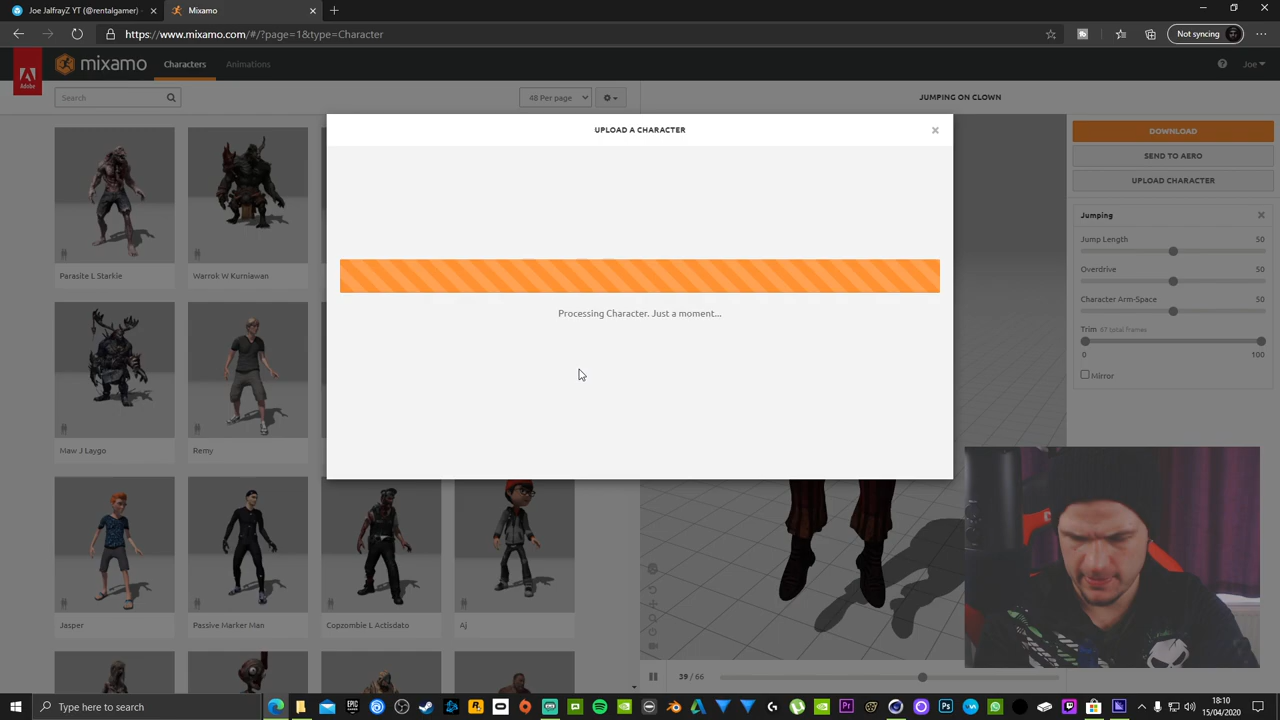 Joe JalfrayZ YT (@rentalgamer)
Mixamo
https://www.mixamo.com/#/?page=1&type=Character
Not syncing
Adobe
mixamo
Characters
Animations
Joe
Search
48 Per page
JUMPING ON CLOWN
UPLOAD A CHARACTER
DOWNLOAD
SEND TO AERO
UPLOAD CHARACTER
Processing Character. Just a moment...
Jumping
Jump Length 50
Overdrive 50
Character Arm-Space 50
Trim 67 total frames
0 100
Mirror
Parasite L Starkie
Warrok W Kurniawan
Maw J Laygo
Remy
Jasper
Passive Marker Man
Copzombie L Actisdato
Aj
39 / 66
Type here to search
18:10
15/04/2020